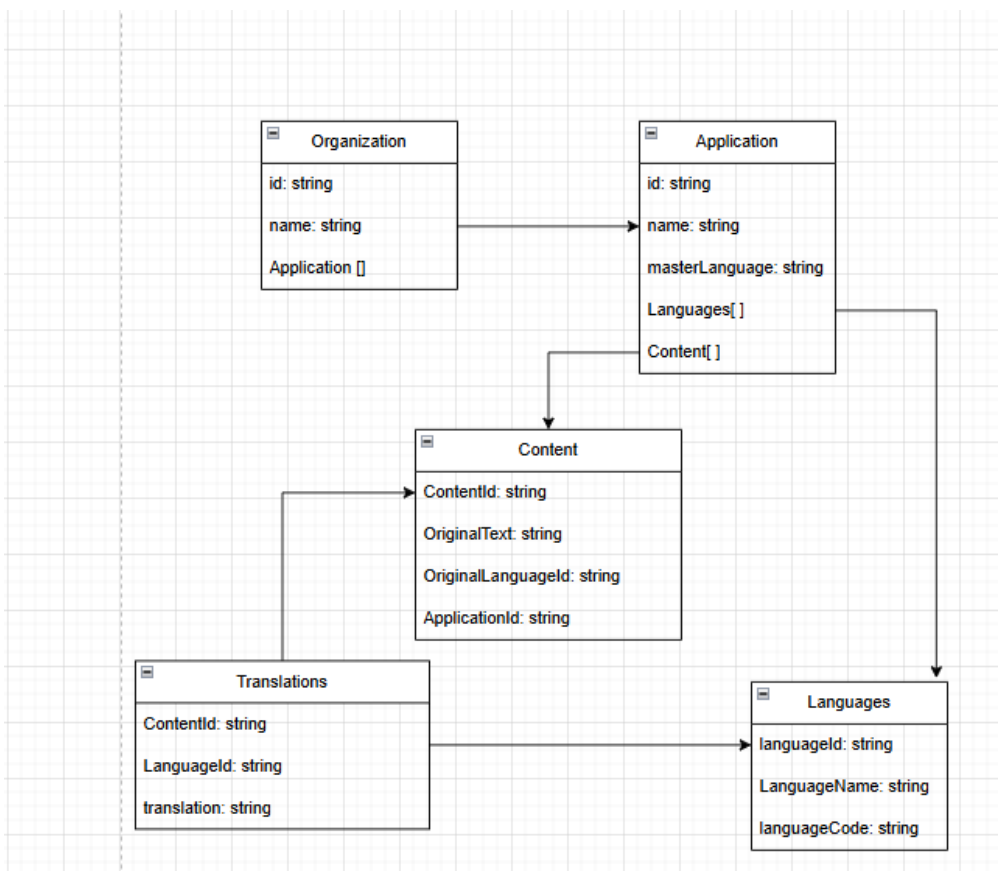 Organization
id: string
name: string
Application []
Application
id: string
name: string
masterLanguage: string
Languages[ ]
Content[ ]
Content
ContentId: string
OriginalText: string
OriginalLanguageId: string
ApplicationId: string
Translations
ContentId: string
LanguageId: string
translation: string
Languages
languageId: string
LanguageName: string
languageCode: string